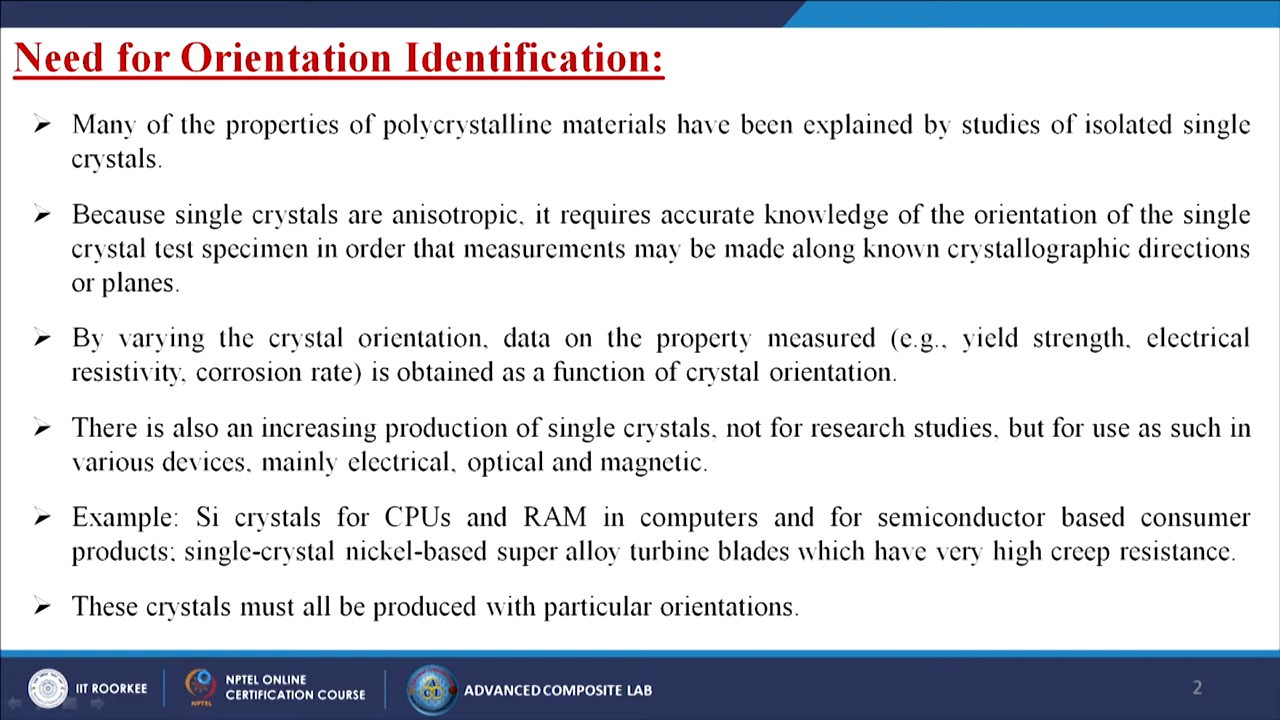 Need for Orientation Identification:
➢ Many of the properties of polycrystalline materials have been explained by studies of isolated single
crystals.
➢ Because single crystals are anisotropic, it requires accurate knowledge of the orientation of the single
crystal test specimen in order that measurements may be made along known crystallographic directions
or planes.
➢ By varying the crystal orientation, data on the property measured (e.g., yield strength, electrical
resistivity, corrosion rate) is obtained as a function of crystal orientation.
➢ There is also an increasing production of single crystals, not for research studies, but for use as such in
various devices, mainly electrical, optical and magnetic.
➢ Example: Si crystals for CPUs and RAM in computers and for semiconductor based consumer
products; single-crystal nickel-based super alloy turbine blades which have very high creep resistance.
➢ These crystals must all be produced with particular orientations.
IIT ROORKEE
NPTEL
NPTEL ONLINE
CERTIFICATION COURSE
ACL
ADVANCED COMPOSITE LAB
2